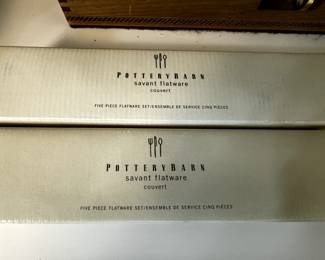 POTTERYBARN
savant flatware
couvert
FIVE PIECE FLATWARE SET/ENSEMBLE DE SERVICE CINQ PIÈCES
POTTERYBARN
savant flatware
couvert
FIVE PIECE FLATWARE SET/ENSEMBLE DE SERVICE CINQ PIÈCES